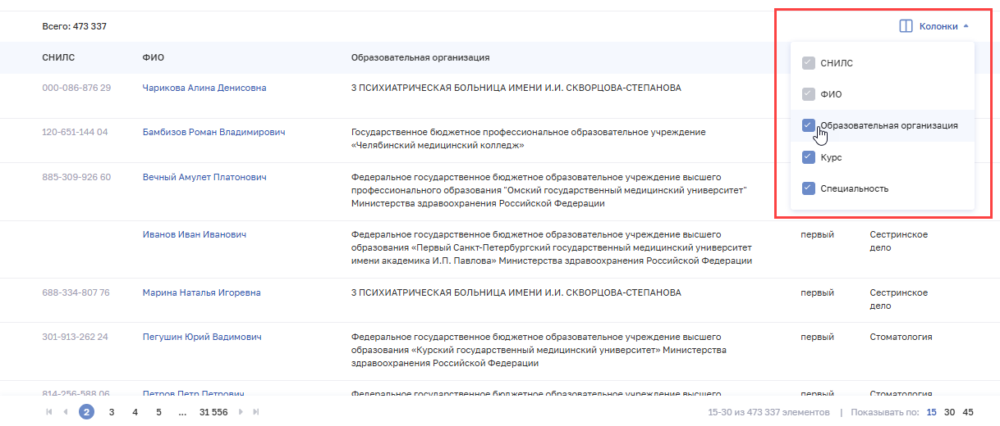 Всего: 473 337
Колонки
СНИЛС
ФИО
Образовательная организация
СНИЛС
ФИО
Образовательная организация
Курс
Специальность
000-086-876 29
Чарикова Алина Денисовна
3 ПСИХИАТРИЧЕСКАЯ БОЛЬНИЦА ИМЕНИ И.И. СКВОРЦОВА-СТЕПАНОВА
120-651-144 04
Бамбизов Роман Владимирович
Государственное бюджетное профессиональное образовательное учреждение
«Челябинский медицинский колледж»
885-309-926 60
Вечный Амулет Платонович
Федеральное государственное бюджетное образовательное учреждение высшего
профессионального образования "Омский государственный медицинский университет"
Министерства здравоохранения Российской Федерации
Иванов Иван Иванович
Федеральное государственное бюджетное образовательное учреждение высшего
образования «Первый Санкт-Петербургский государственный медицинский университет
имени академика И.П. Павлова» Министерства здравоохранения Российской Федерации
первый
Сестринское
дело
688-334-807 76
Марина Наталья Игоревна
3 ПСИХИАТРИЧЕСКАЯ БОЛЬНИЦА ИМЕНИ И.И. СКВОРЦОВА-СТЕПАНОВА
первый
Сестринское
дело
301-913-262 24
Пегушин Юрий Вадимович
Федеральное государственное бюджетное образовательное учреждение высшего
образования «Курский государственный медицинский университет» Министерства
здравоохранения Российской Федерации
первый
Стоматология
814-256-588 06
Петров Петр Петрович
Федеральное государственное бюджетное образовательное учреждение высшего
первый
Стоматология
2 3 4 5 ... 31 556
15-30 из 473 337 элементов | Показывать по: 15 30 45